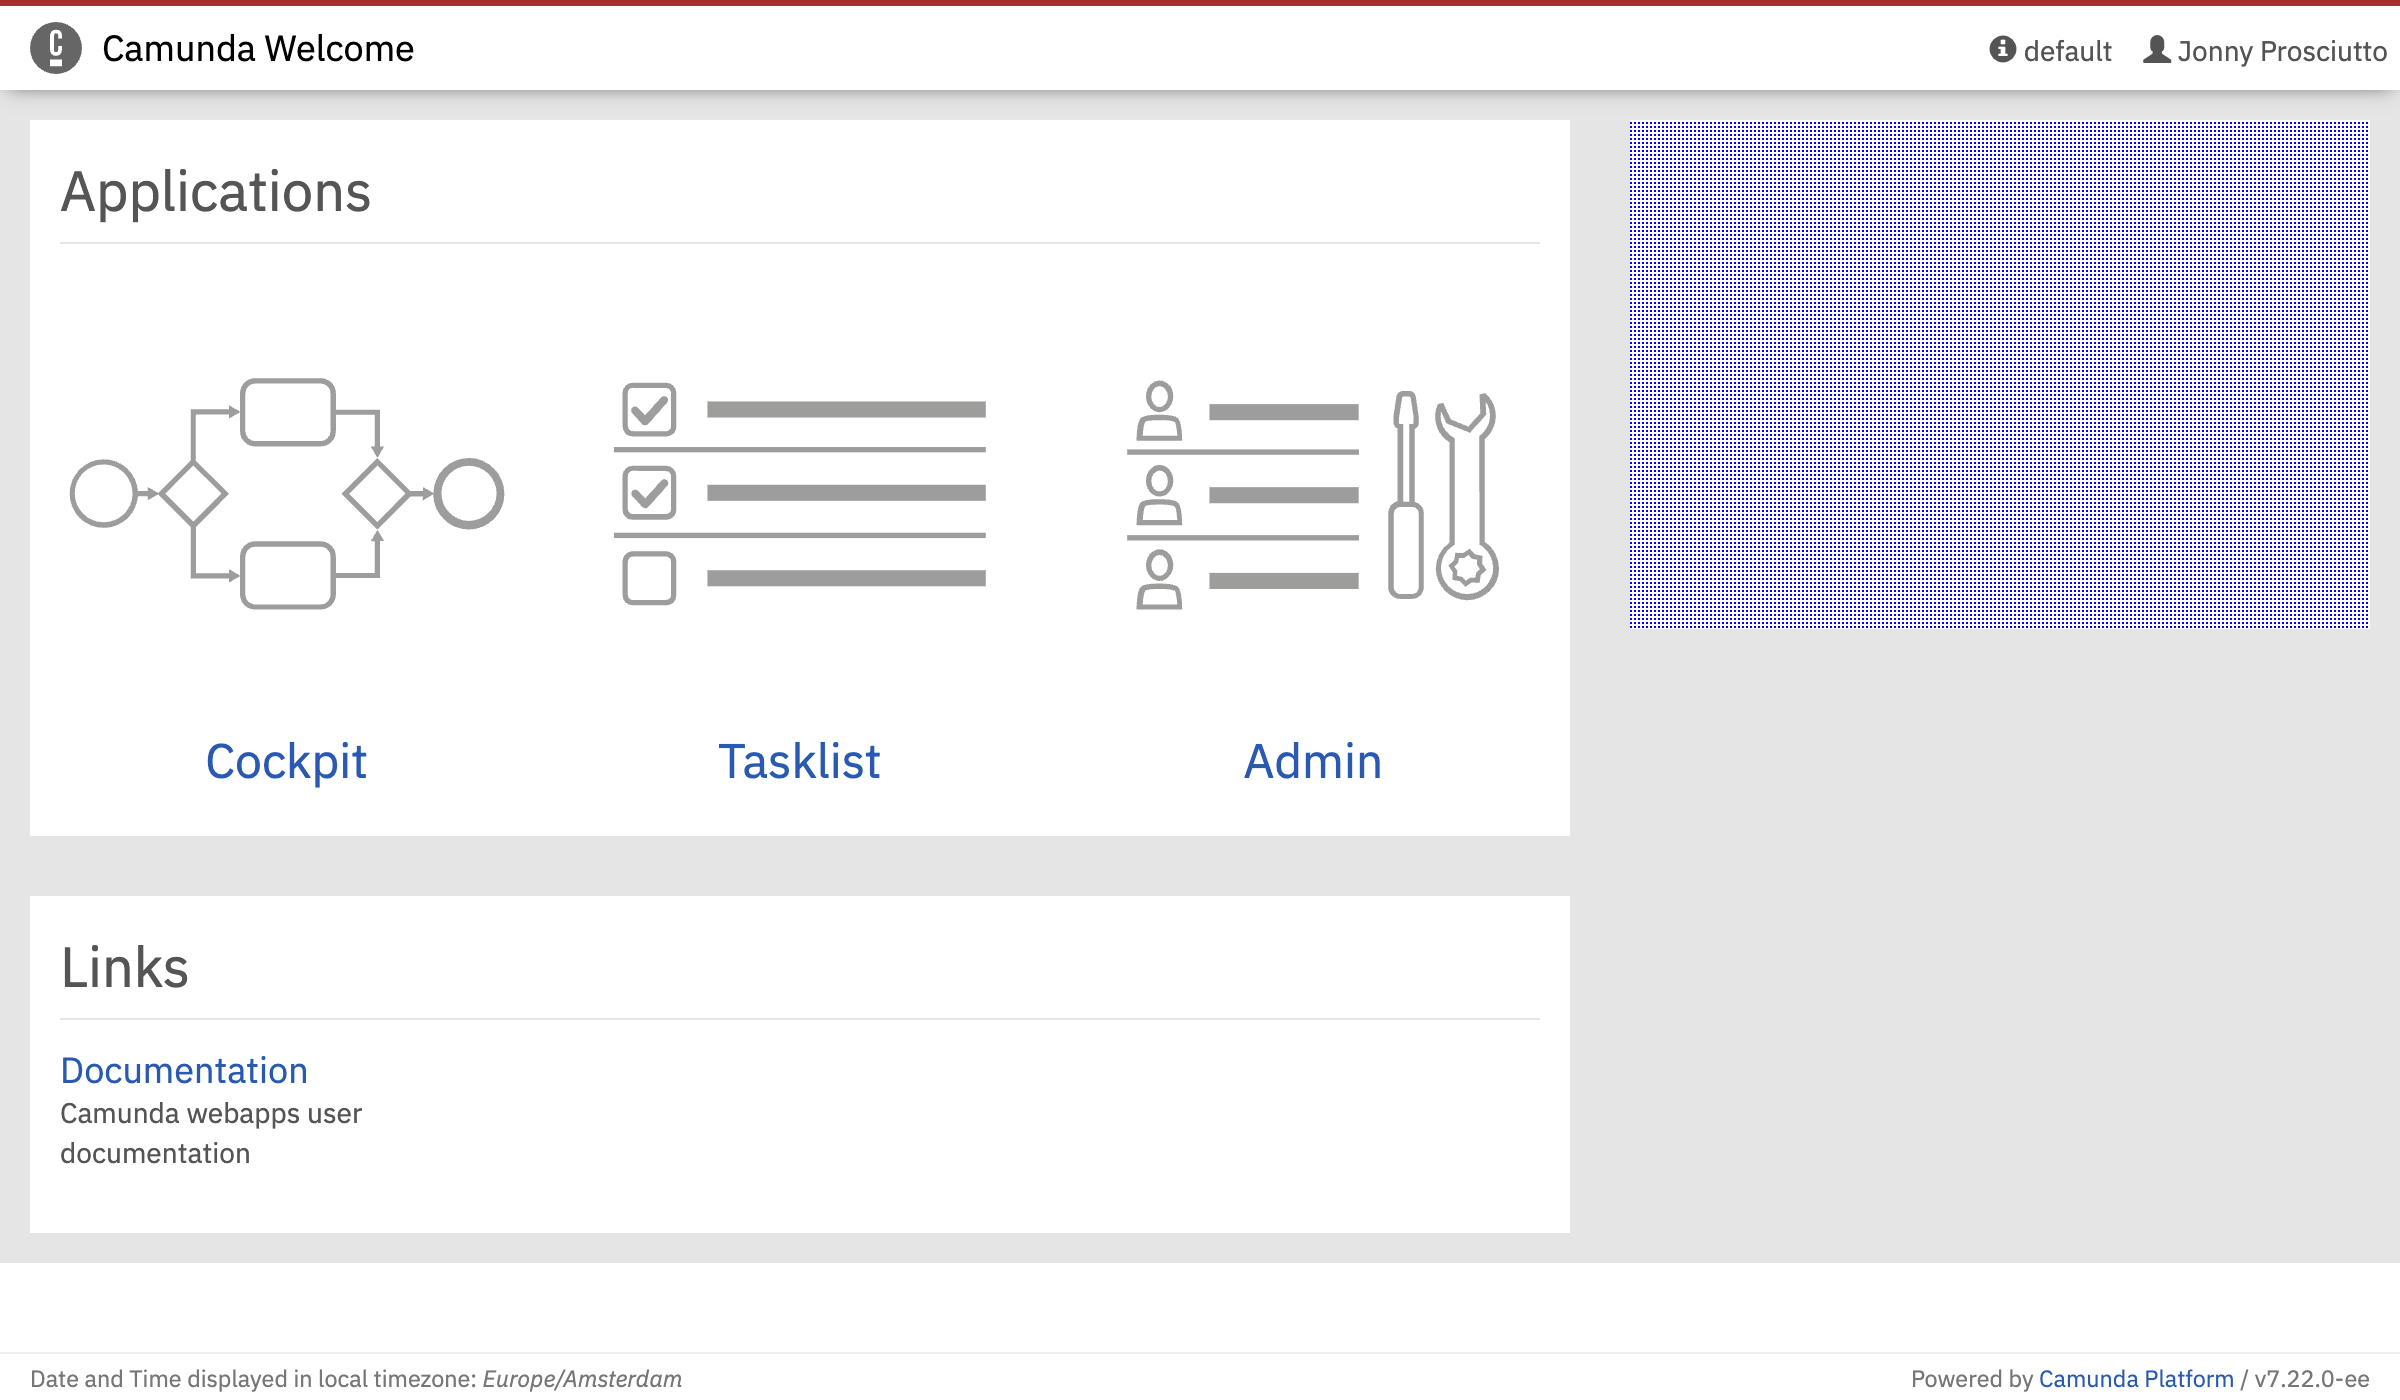 Camunda Welcome
default
Jonny Prosciutto
Applications
Cockpit
Tasklist
Admin
Links
Documentation
Camunda webapps user
documentation
Date and Time displayed in local timezone: Europe/Amsterdam
Powered by Camunda Platform / v7.22.0-ee